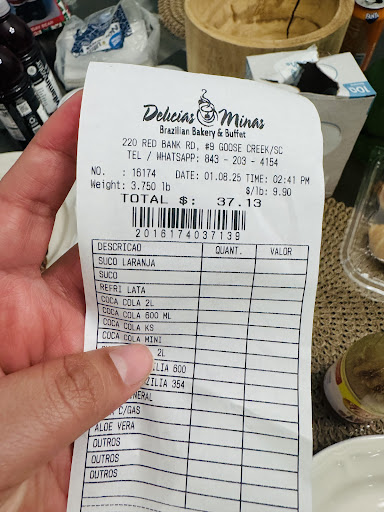 Delicias Minas
Brazilian Bakery & Buffet
220 RED BANK RD, #9 GOOSE CREEK/SC
TEL / WHATSAPP: 843 - 203 - 4154
NO. : 16174 DATE: 01.08.25 TIME: 02:41 PM
Weight: 3.750 lb $/lb: 9.90
TOTAL $: 37.13
2016174037139
DESCRICAO QUANT. VALOR
SUCO LARANJA
SUCO
REFRI LATA
COCA COLA 2L
COCA COLA 600 ML
COCA COLA KS
COCA COLA MINI
2L
ILIA 600
ZILIA 354
NERAL
C/GAS
ALOE VERA
OUTROS
OUTROS
OUTROS